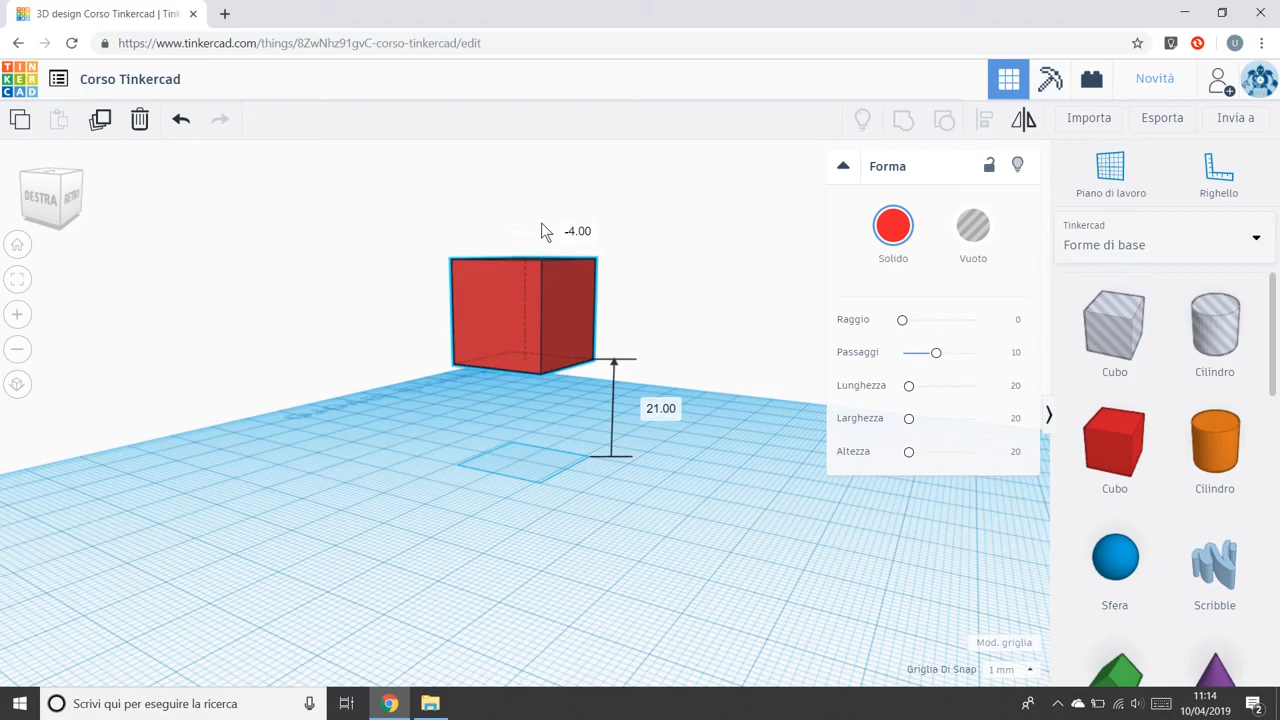 3D design Corso Tinkercad | Tink
https://www.tinkercad.com/things/8ZwNhz91gvC-corso-tinkercad/edit
U
TIN
KER
CAD
Corso Tinkercad
Novità
Importa
Esporta
Invia a
DESTRA
RETRO
-4.00
21.00
Forma
Solido
Vuoto
Raggio 0
Passaggi 10
Lunghezza 20
Larghezza 20
Altezza 20
Piano di lavoro
Righello
Tinkercad
Forme di base
Cubo
Cilindro
Cubo
Cilindro
Sfera
Scribble
Mod. griglia
Griglia Di Snap 1 mm
Scrivi qui per eseguire la ricerca
11:14
10/04/2019
2